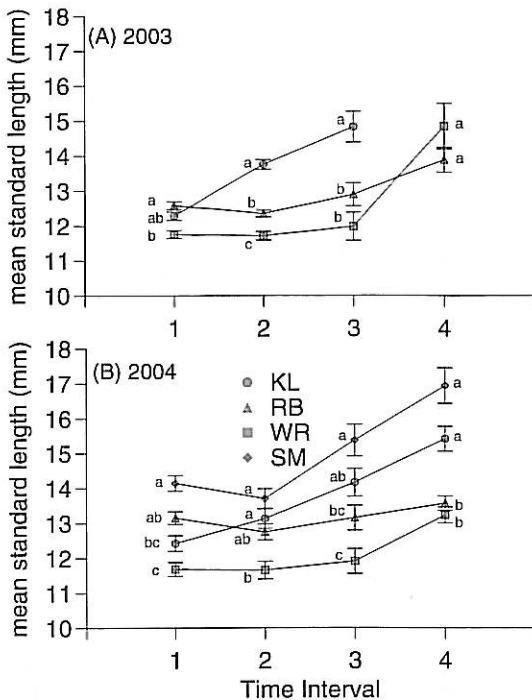 18
(A) 2003
17
16
15
14
13
12
11
10
mean standard length (mm)
a
a
a
a
a
ab
b
b
b
b
c
1 2 3 4
18
(B) 2004
17
16
15
14
13
12
11
10
mean standard length (mm)
KL
RB
WR
SM
a
a
a
a
a
ab
a
ab
bc
ab
bc
b
b
c
b
c
1 2 3 4
Time Interval